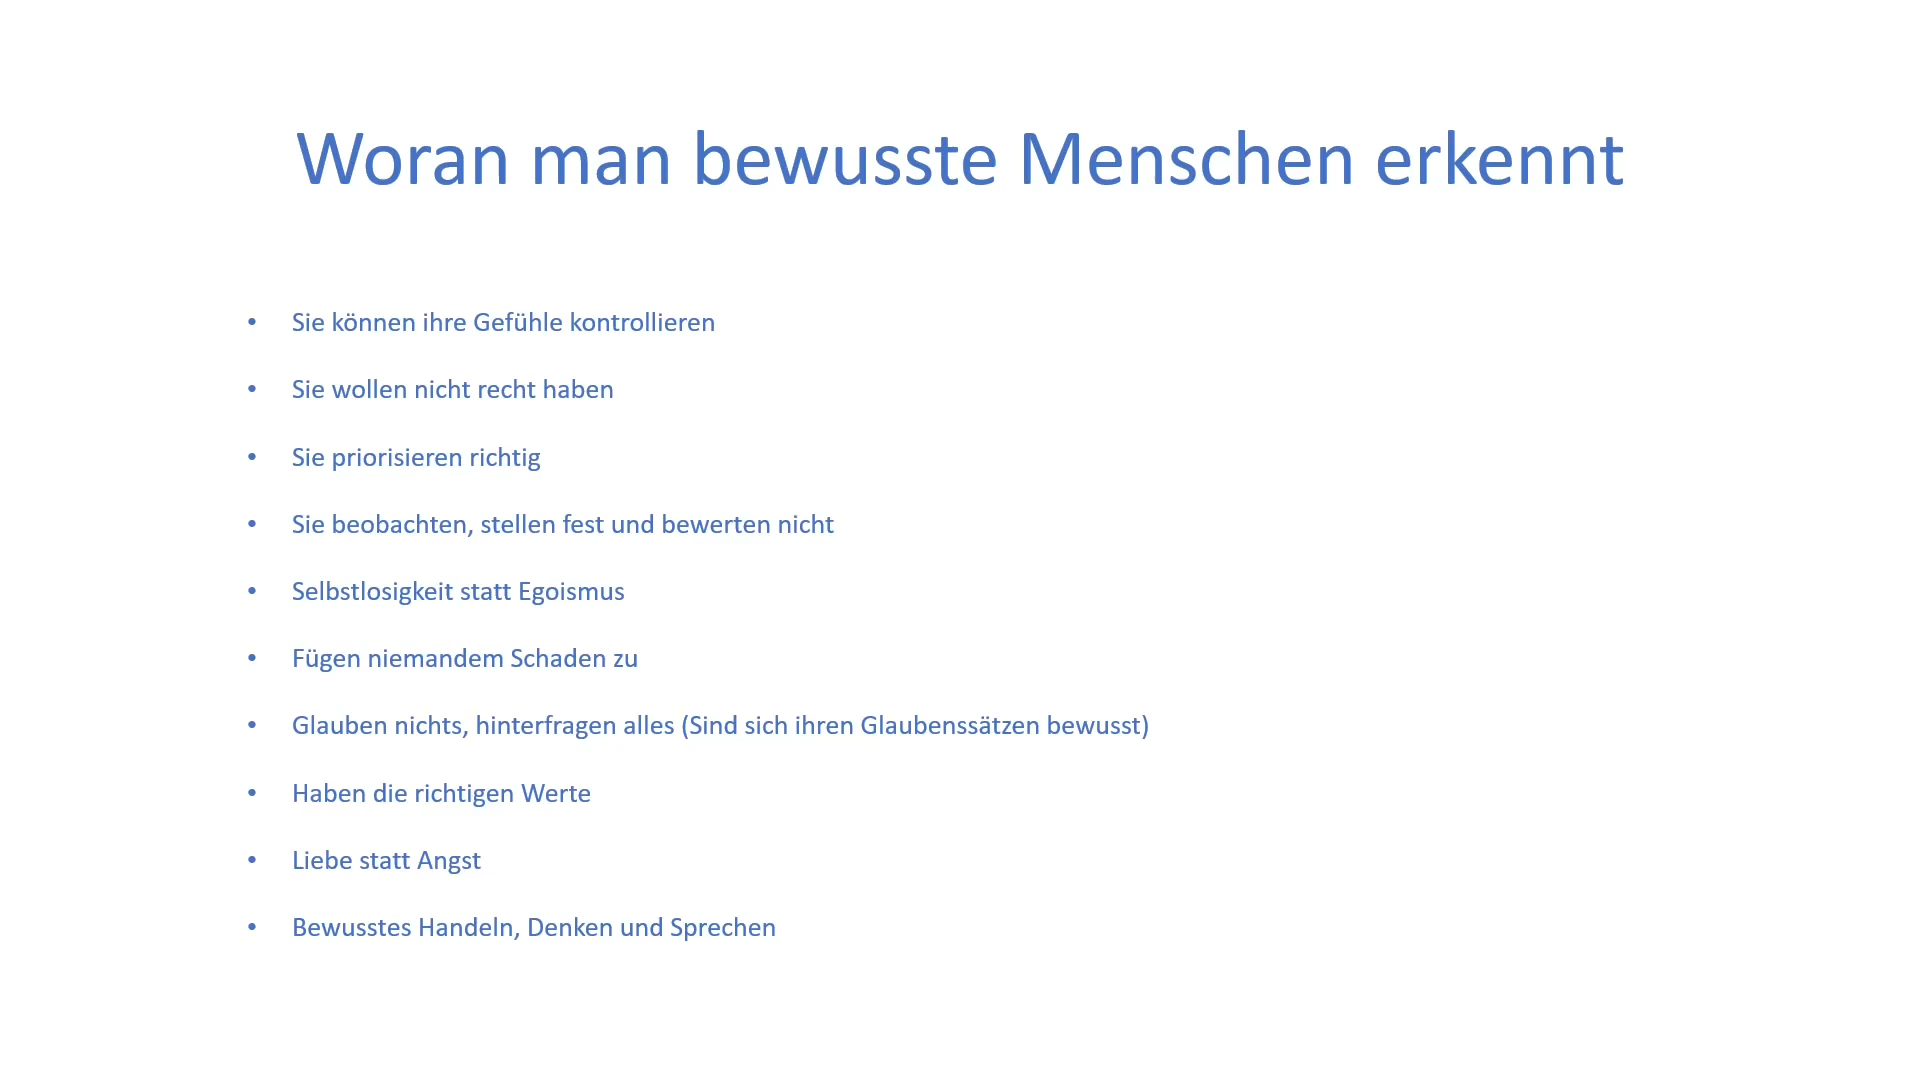 Woran man bewusste Menschen erkennt
• Sie können ihre Gefühle kontrollieren
• Sie wollen nicht recht haben
• Sie priorisieren richtig
• Sie beobachten, stellen fest und bewerten nicht
• Selbstlosigkeit statt Egoismus
• Fügen niemandem Schaden zu
• Glauben nichts, hinterfragen alles (Sind sich ihren Glaubenssätzen bewusst)
• Haben die richtigen Werte
• Liebe statt Angst
• Bewusstes Handeln, Denken und Sprechen